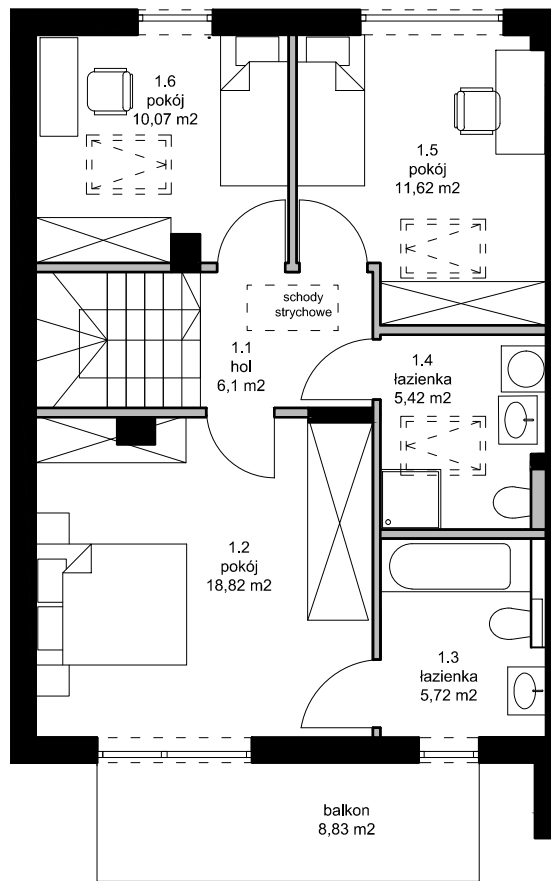 1.6
pokój
10,07 m2
1.5
pokój
11,62 m2
schody
strychowe
1.1
hol
6,1 m2
1.4
łazienka
5,42 m2
1.2
pokój
18,82 m2
1.3
łazienka
5,72 m2
balkon
8,83 m2